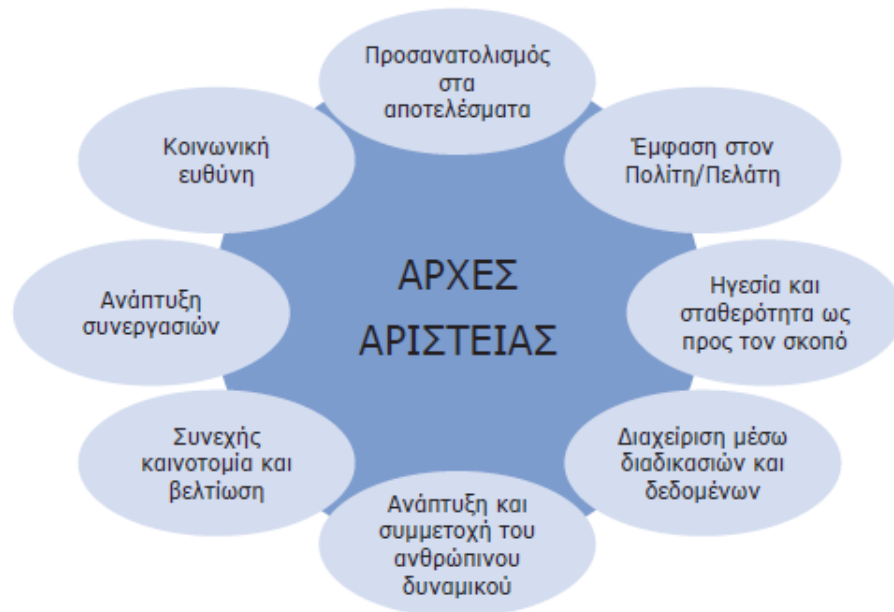 Προσανατολισμός
στα
αποτελέσματα
Έμφαση στον
Πολίτη/Πελάτη
Ηγεσία και
σταθερότητα ως
προς τον σκοπό
Διαχείριση μέσω
διαδικασιών και
δεδομένων
Ανάπτυξη και
συμμετοχή του
ανθρώπινου
δυναμικού
Συνεχής
καινοτομία και
βελτίωση
Ανάπτυξη
συνεργασιών
Κοινωνική
ευθύνη
ΑΡΧΕΣ
ΑΡΙΣΤΕΙΑΣ